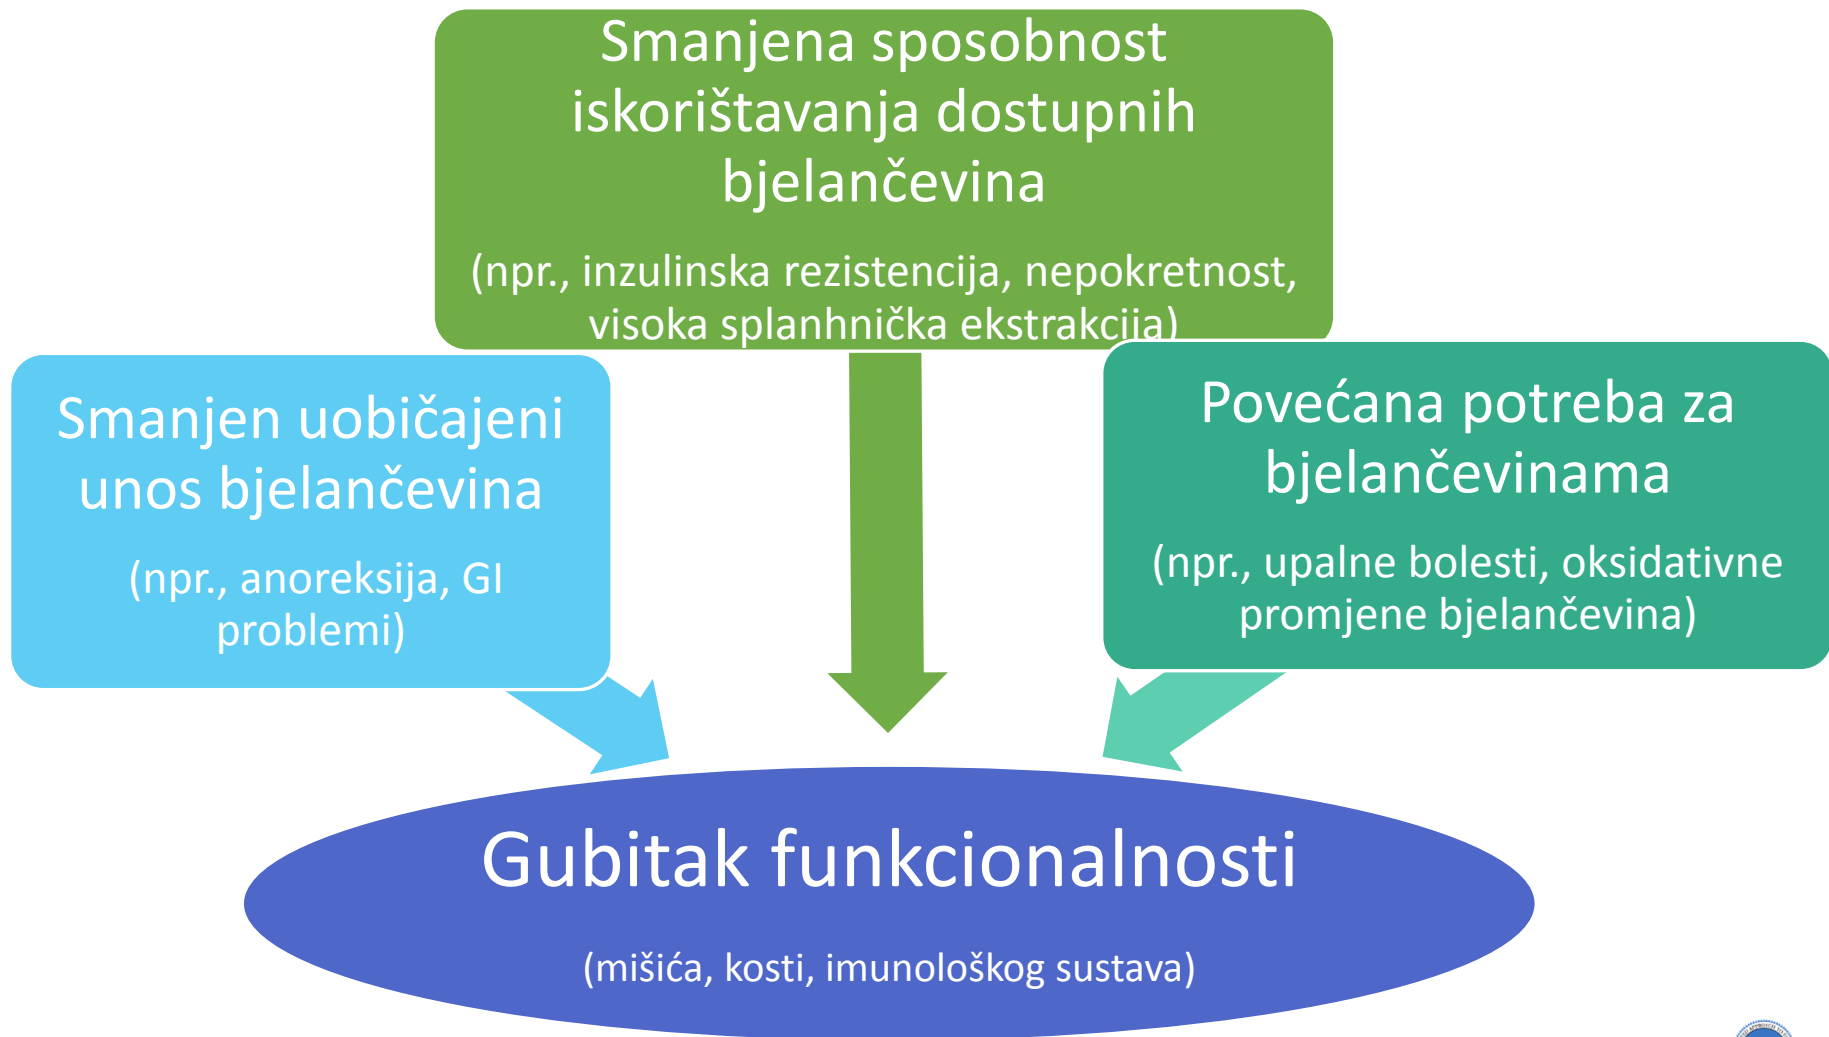 Smanjena sposobnost
iskorištavanja dostupnih
bjelančevina
(npr., inzulinska rezistencija, nepokretnost,
visoka splanhnička ekstrakcija)
Smanjen uobičajeni
unos bjelančevina
(npr., anoreksija, GI
problemi)
Povećana potreba za
bjelančevinama
(npr., upalne bolesti, oksidativne
promjene bjelančevina)
Gubitak funkcionalnosti
(mišića, kosti, imunološkog sustava)